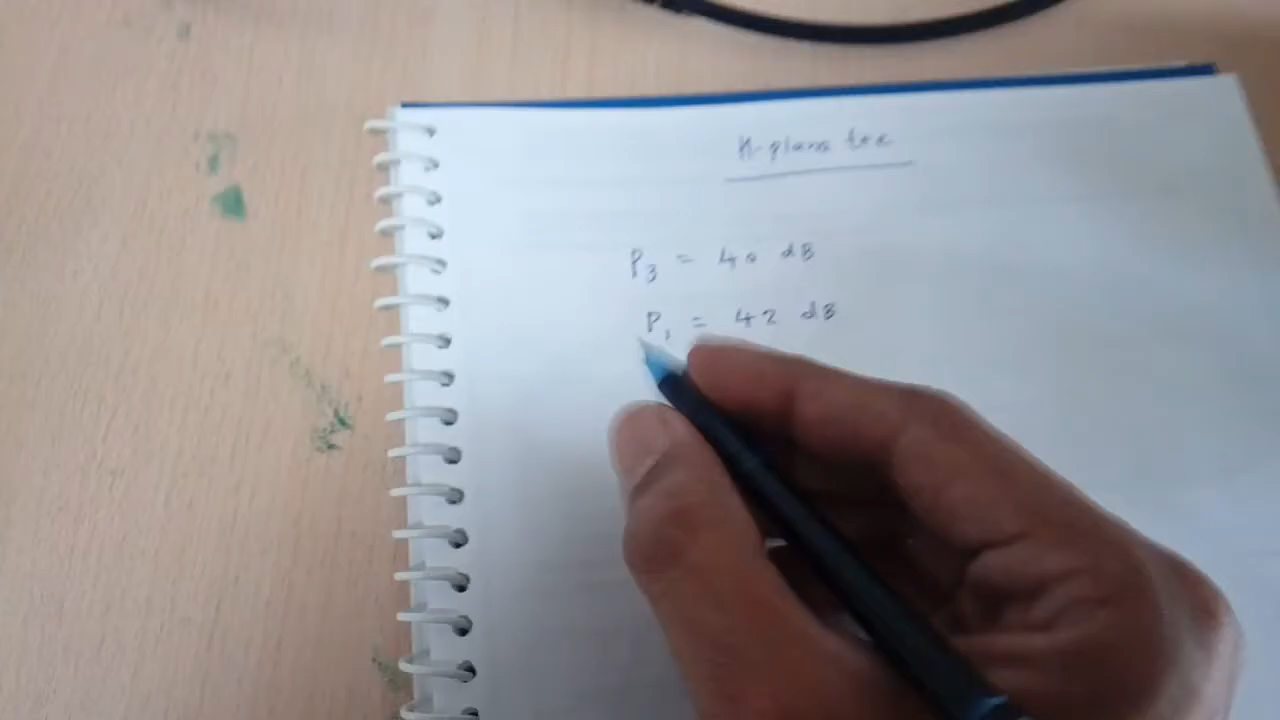 H-plane tee
P3 = 40 dB
P1 = 42 dB